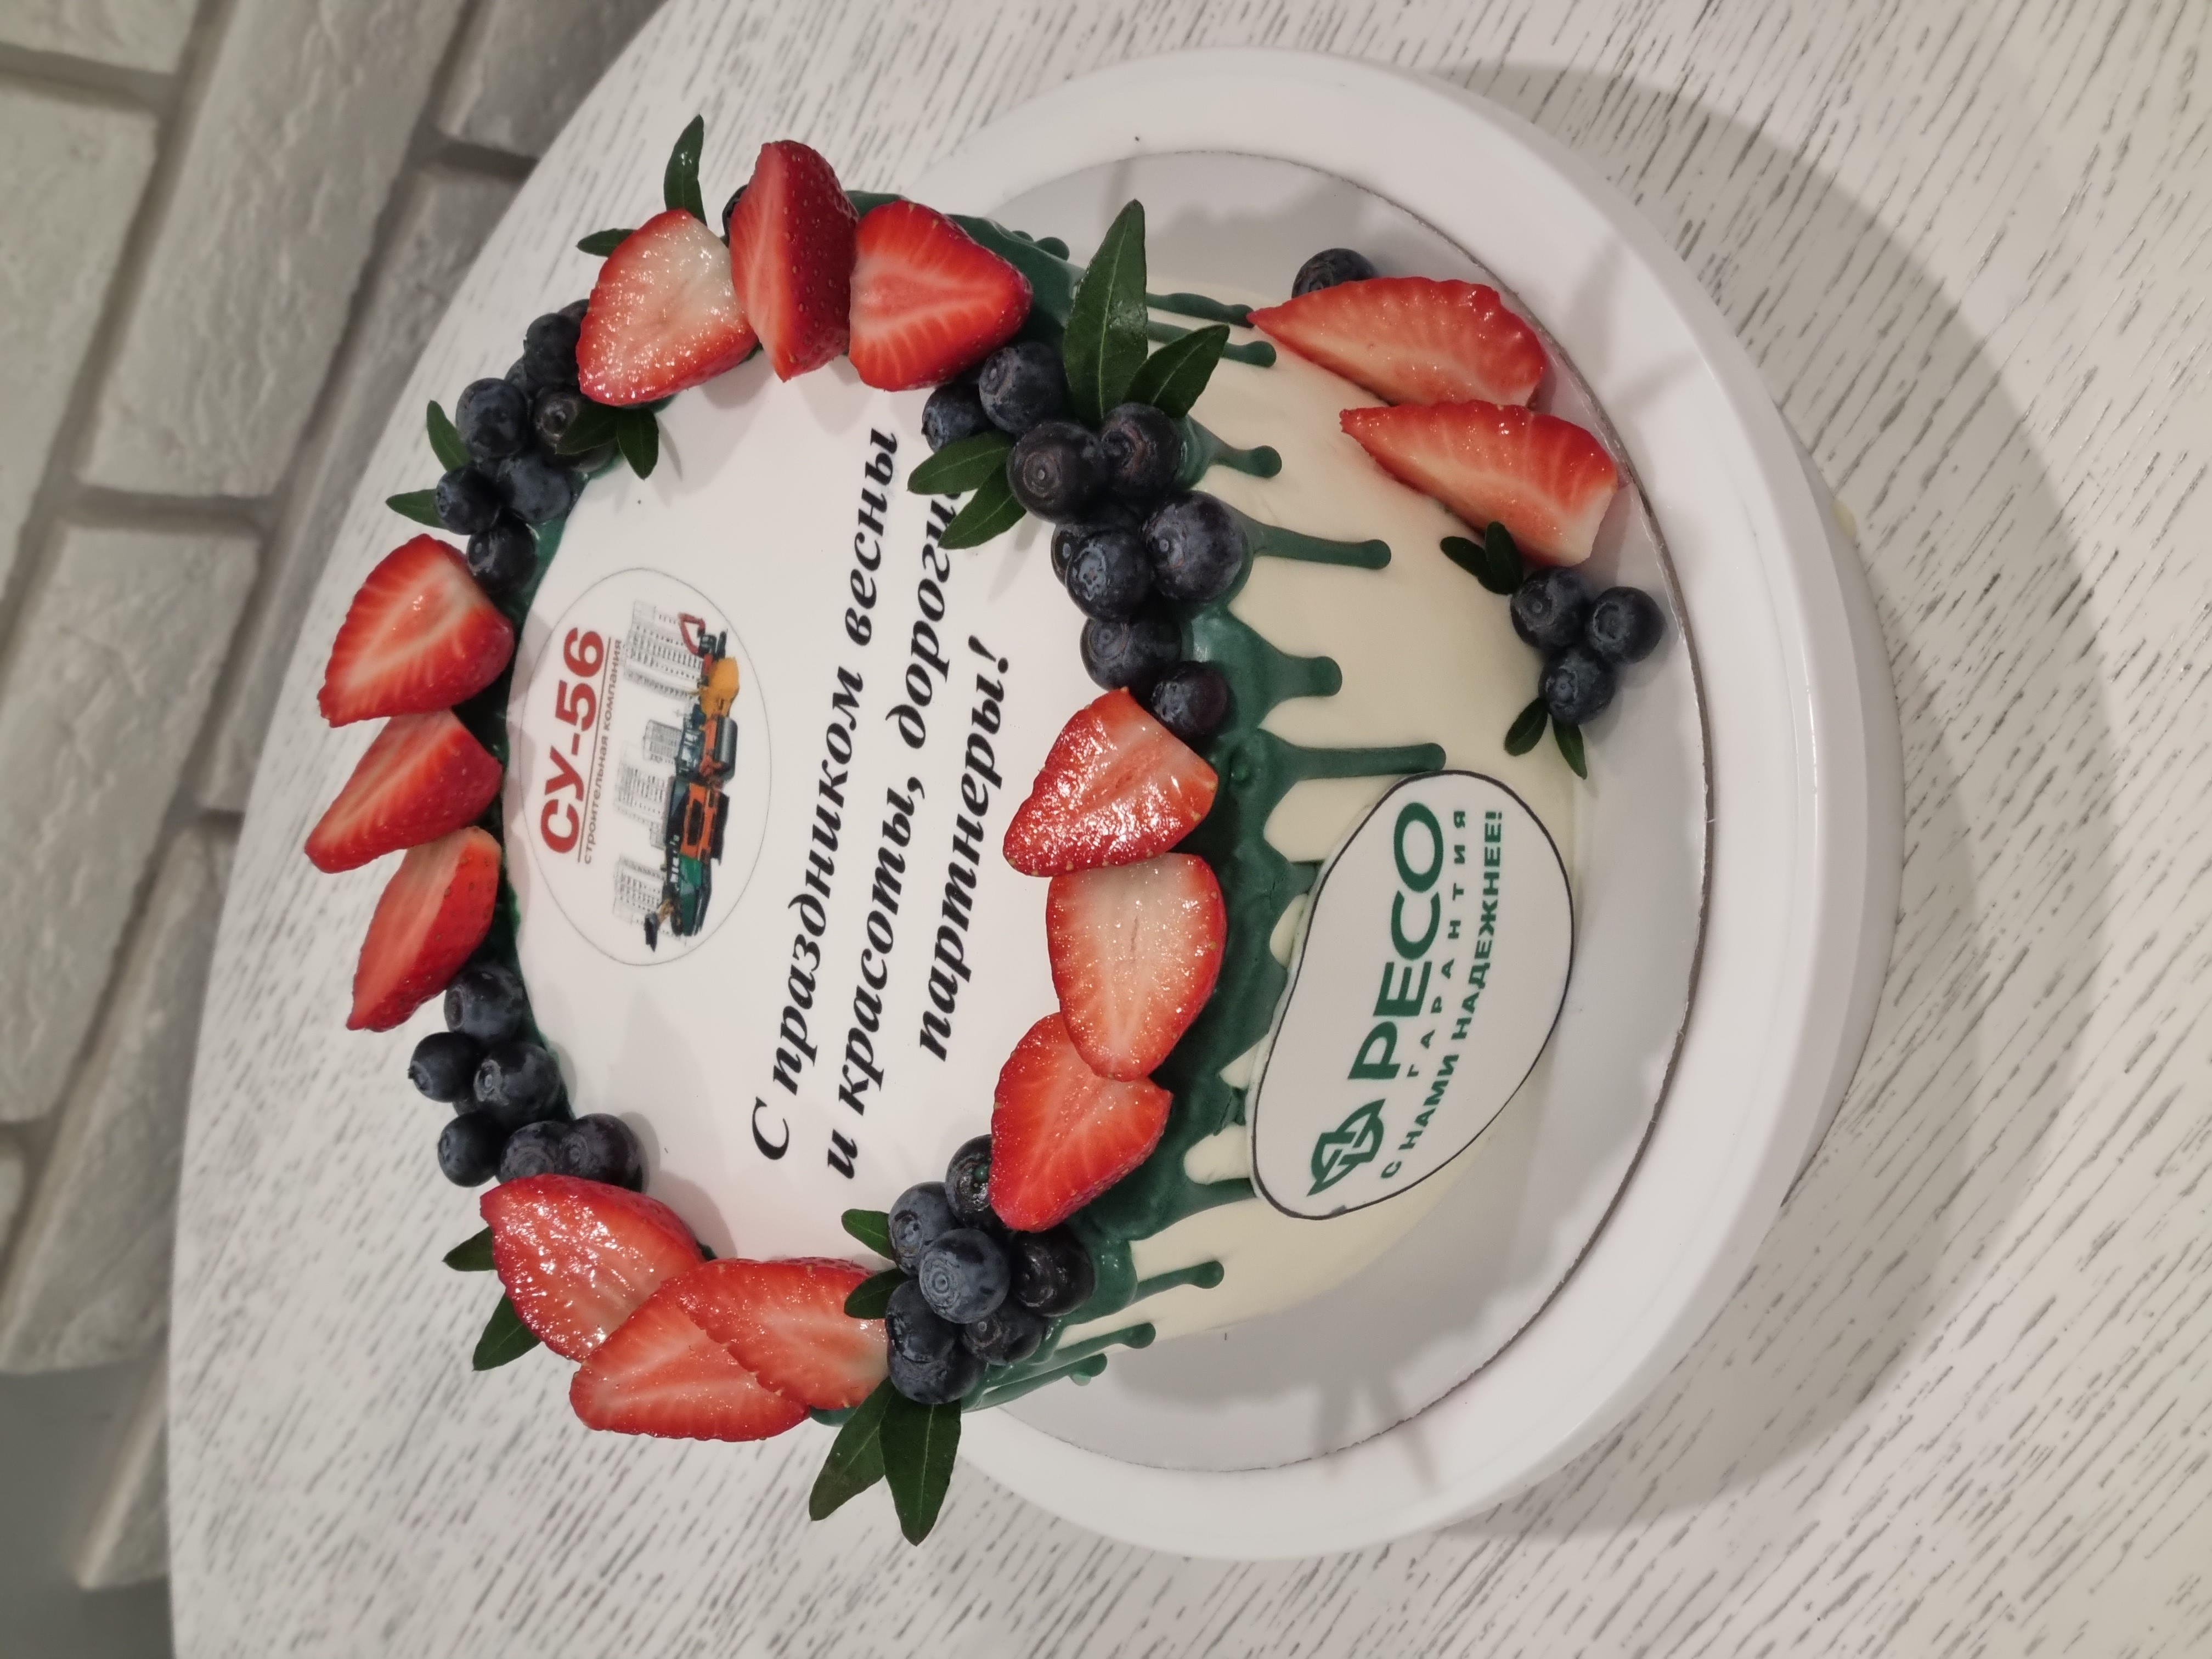 СУ-56
строительная компания
С праздником весны
и красоты, дороги
партнеры!
РЕСО
ГАРАНТИЯ
С НАМИ НАДЕЖНЕЕ!